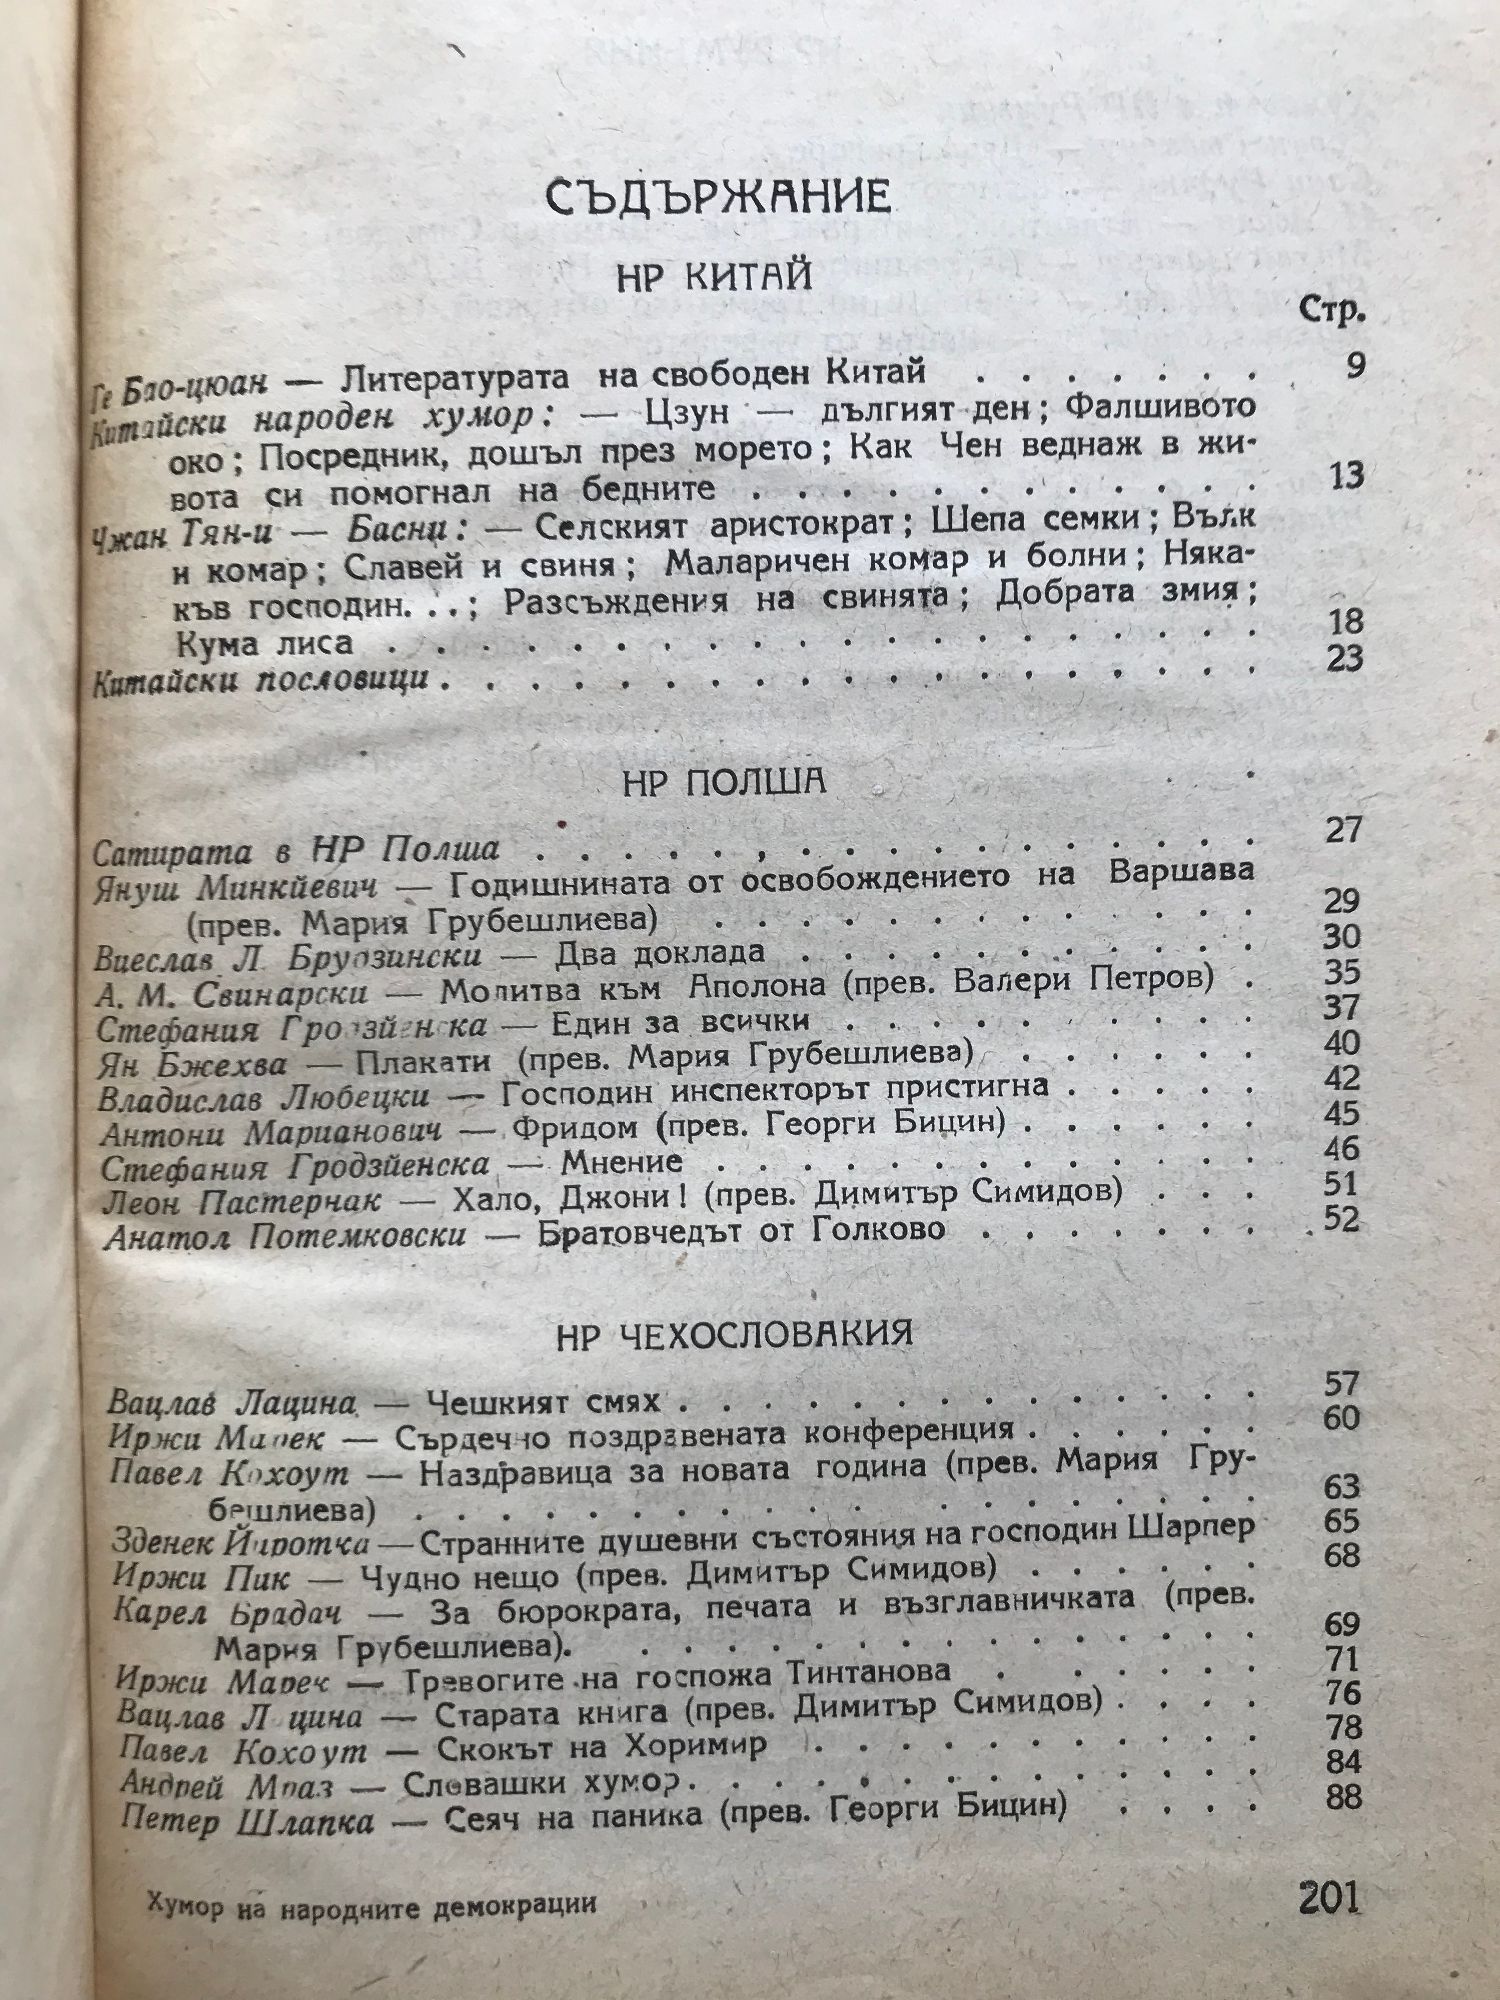 СЪДЪРЖАНИЕ
НР КИТАЙ
Стр.
Ге Бао-цюан — Литературата на свободен Китай . . . . . . . 9
Китайски народен хумор: — Цзун — дългият ден; Фалшивото
око; Посредник, дошъл през морето; Как Чен веднаж в жи-
вота си помогнал на бедните . . . . . . . . . . . . 13
Чжан Тян-и — Басни: — Селският аристократ; Шепа семки; Вълк
и комар; Славей и свиня; Маларичен комар и болни; Няка-
къв господин. ..; Разсъждения на свинята; Добрата змия;
Кума лиса . . . . . . . . . . . . . . . . . . . . 18
Китайски пословици . . . . . . . . . . . . . . . . . . 23
НР ПОЛША
Сатирата в НР Полша . . . . . . . . . . . . . . . . 27
Януш Минкйевич — Годишнината от освобождението на Варшава
(прев. Мария Грубешлиева) . . . . . . . . . . . . 29
Виеслав Л. Брудзински — Два доклада . . . . . . . . . . . 30
А. М. Свинарски — Молитва към Аполона (прев. Валери Петров) . 35
Стефания Гродзйенска — Един за всички . . . . . . . . . . 37
Ян Бжехва — Плакати (прев. Мария Грубешлиева) . . . . . . 40
Владислав Любецки — Господин инспекторът пристигна . . . . . 42
Антони Марианович — Фридом (прев. Георги Бицин) . . . . . . 45
Стефания Гродзйенска — Мнение . . . . . . . . . . . . . 46
Леон Пастернак — Хало, Джони! (прев. Димитър Симидов) . . . 51
Анатол Потемковски — Братовчедът от Голково . . . . . . . 52
НР ЧЕХОСЛОВАКИЯ
Вацлав Лацина — Чешкият смях . . . . . . . . . . . . . . 57
Иржи Марек — Сърдечно поздравената конференция . . . . . . 60
Павел Кохоут — Наздравица за новата година (прев. Мария Гру-
бешлиева) . . . . . . . . . . . . . . . . . . . . 63
Зденек Йиротка — Странните душевни състояния на господин Шарпер 65
Иржи Пик — Чудно нещо (прев. Димитър Симидов) . . . . . . 68
Карел Брадач — За бюрократа, печата и възглавничката (прев.
Мария Грубешлиева). . . . . . . . . . . . . . . 69
Иржи Марек — Тревогите на госпожа Тинтанова . . . . . . 71
Вацлав Лацина — Старата книга (прев. Димитър Симидов) . . . . 76
Павел Кохоут — Скокът на Хоримир . . . . . . . . . . . 78
Андрей Мраз — Словашки хумор . . . . . . . . . . . . . 84
Петер Шлапка — Сеяч на паника (прев. Георги Бицин) . . . . 88
Хумор на народните демокрации 201